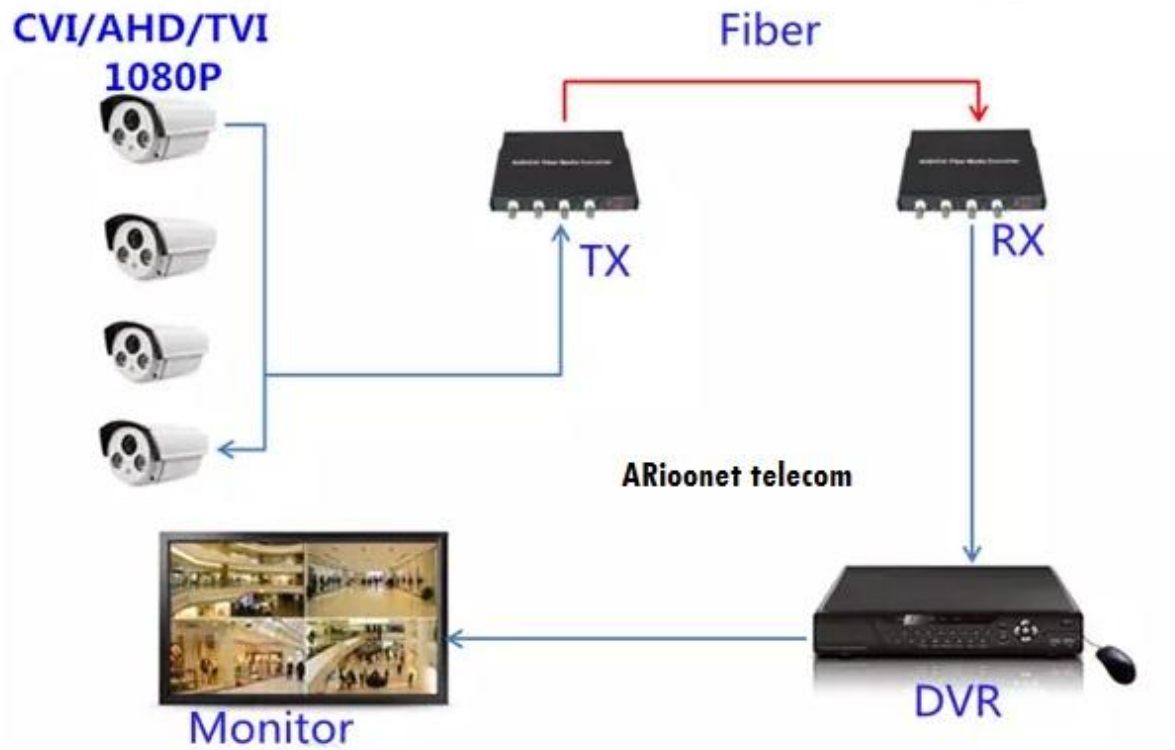 CVI/AHD/TVI
1080P
Fiber
TX
RX
ARioonet telecom
Monitor
DVR